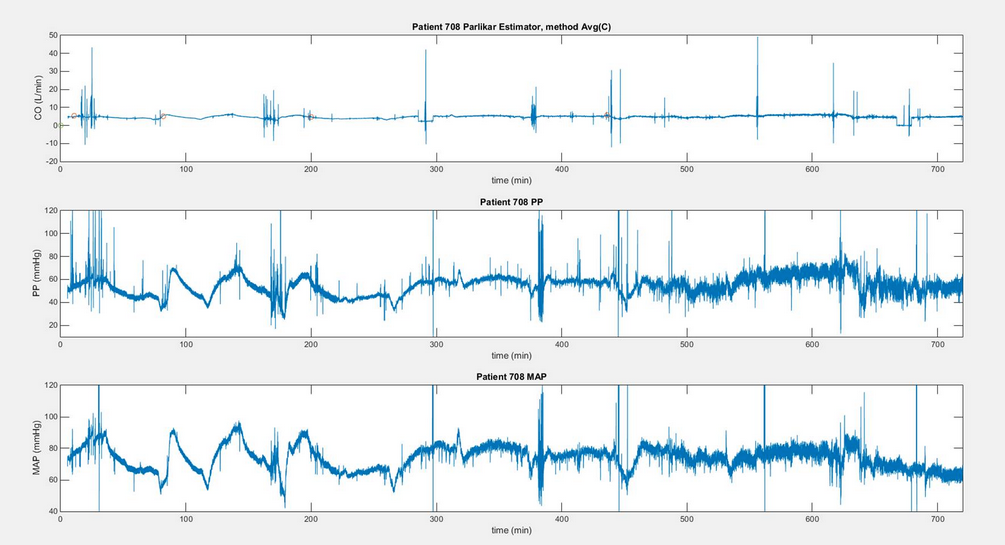 Patient 708 Parlikar Estimator, method Avg(C)
50
40
30
20
10
0
-10
-20
CO (L/min)
0 100 200 300 400 500 600 700
time (min)
Patient 708 PP
120
100
80
60
40
20
PP (mmHg)
0 100 200 300 400 500 600 700
time (min)
Patient 708 MAP
120
100
80
60
40
MAP (mmHg)
0 100 200 300 400 500 600 700
time (min)